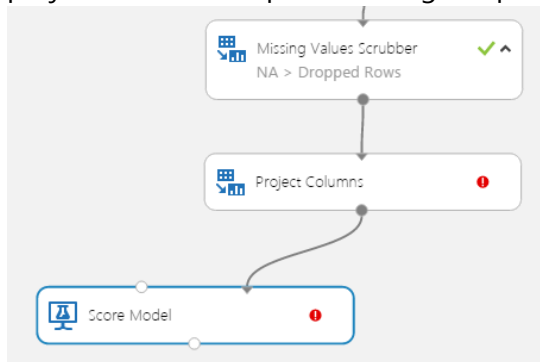 Missing Values Scrubber
NA > Dropped Rows
Project Columns
Score Model